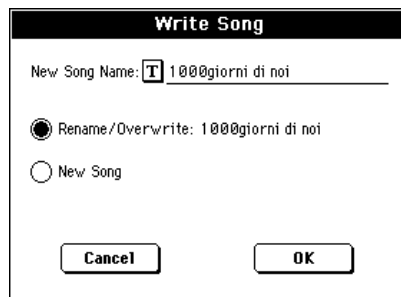 Write Song
New Song Name: T 1000giorni di noi
Rename/Overwrite: 1000giorni di noi
New Song
Cancel OK